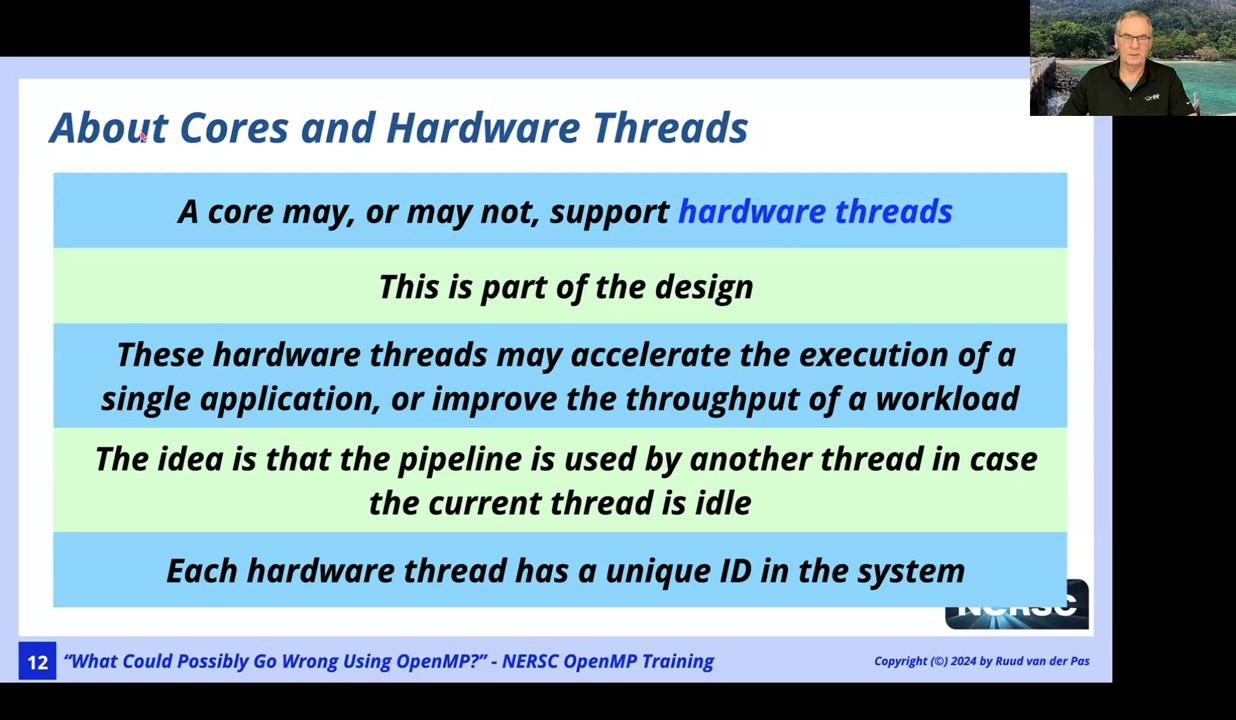 About Cores and Hardware Threads
A core may, or may not, support hardware threads
This is part of the design
These hardware threads may accelerate the execution of a
single application, or improve the throughput of a workload
The idea is that the pipeline is used by another thread in case
the current thread is idle
Each hardware thread has a unique ID in the system
NERSC
12
“What Could Possibly Go Wrong Using OpenMP?” - NERSC OpenMP Training
Copyright (©) 2024 by Ruud van der Pas